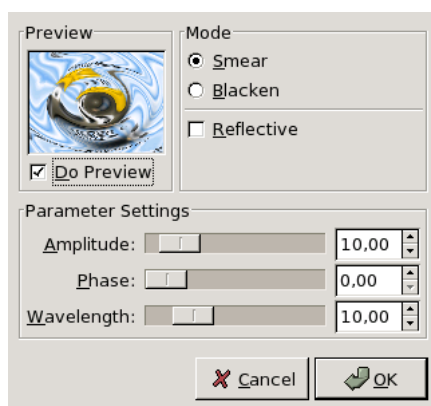 Preview
Do Preview
Mode
Smear
Blacken
Reflective
Parameter Settings
Amplitude: 10,00
Phase: 0,00
Wavelength: 10,00
Cancel OK